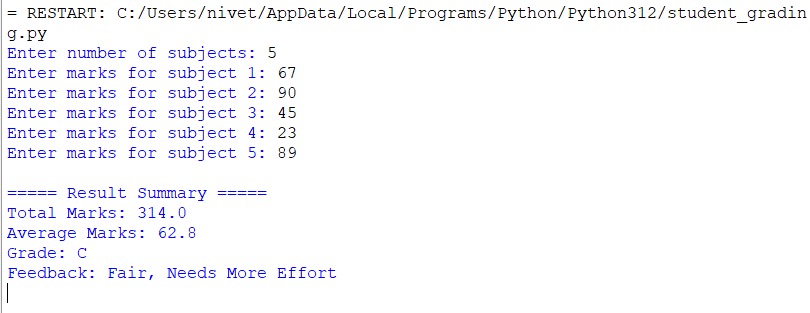 = RESTART: C:/Users/nivet/AppData/Local/Programs/Python/Python312/student_gradin
g.py
Enter number of subjects: 5
Enter marks for subject 1: 67
Enter marks for subject 2: 90
Enter marks for subject 3: 45
Enter marks for subject 4: 23
Enter marks for subject 5: 89
===== Result Summary =====
Total Marks: 314.0
Average Marks: 62.8
Grade: C
Feedback: Fair, Needs More Effort